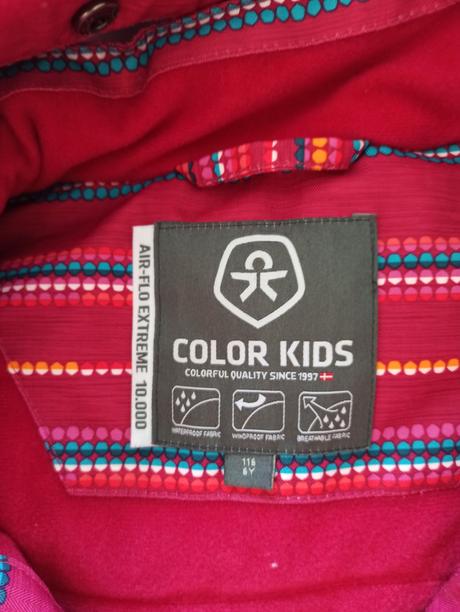 AIR-FLO EXTREME 10.000
COLOR KIDS
COLORFUL QUALITY SINCE 1997
WATERPROOF FABRIC
WINDPROOF FABRIC
BREATHABLE FABRIC
116
6Y